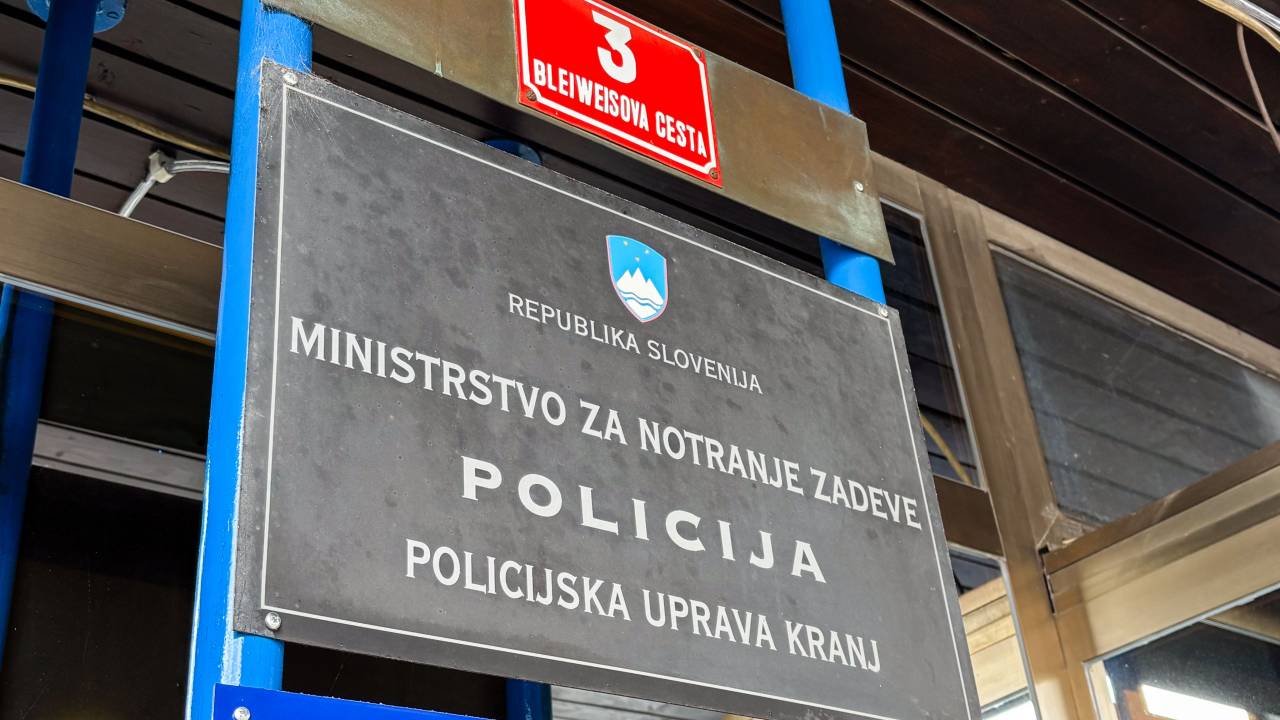 3
BLEIWEISOVA CESTA
REPUBLIKA SLOVENIJA
MINISTRSTVO ZA NOTRANJE ZADEVE
POLICIJA
POLICIJSKA UPRAVA KRANJ